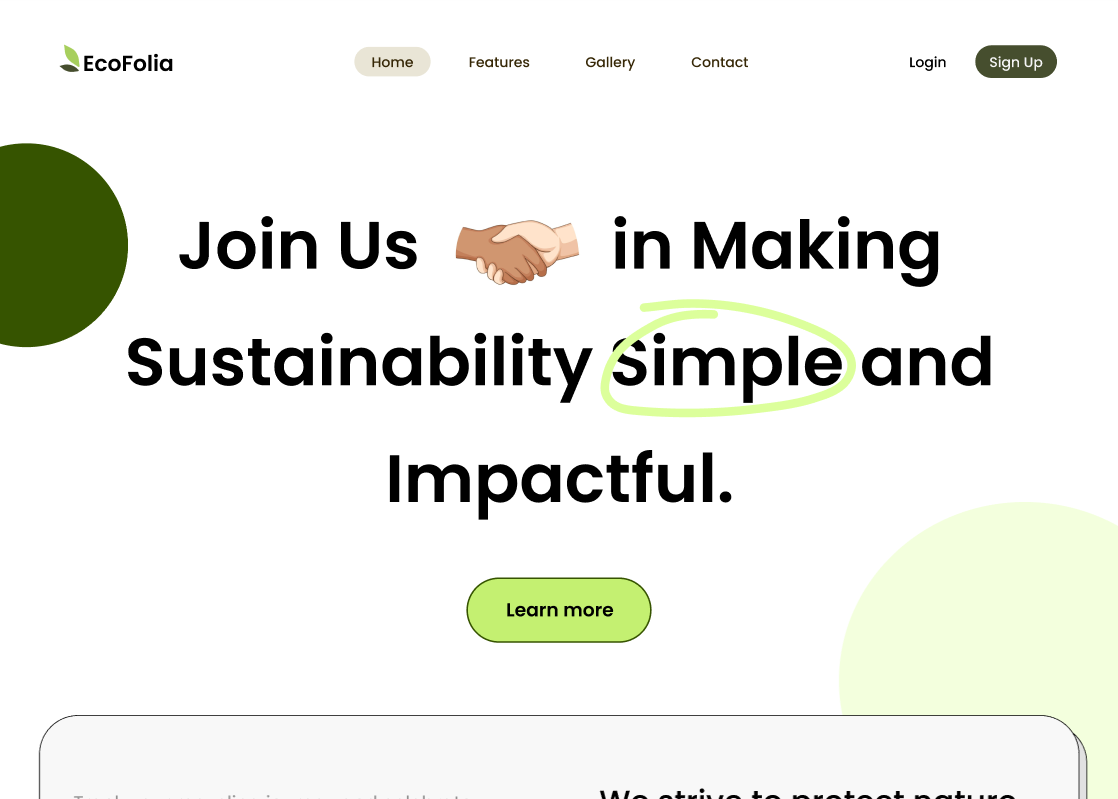 EcoFolia
Home Features Gallery Contact
Login Sign Up
Join Us in Making
Sustainability Simple and
Impactful.
Learn more
We strive to protect nature